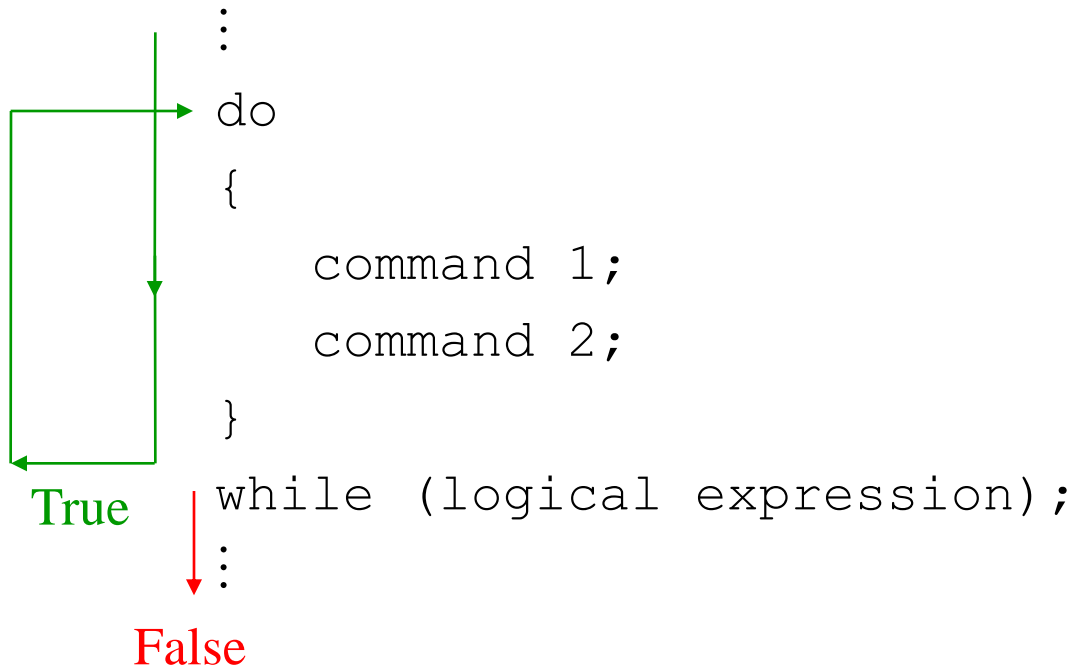 ⋮
do
{
command 1;
command 2;
}
while (logical expression);
True
⋮
False